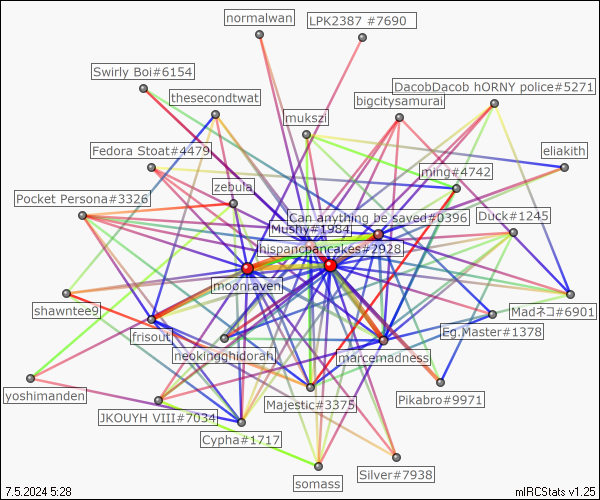 normalwan
LPK2387 #7690
Swirly Boi#6154
DacobDacob hORNY police#5271
thesecondtwat
bigcitysamurai
mukszi
Fedora Stoat#4479
eliakith
ming#4742
zebula
Pocket Persona#3326
Can anything be saved#0396
Duck#1245
Mushy#1984
hispancpancakes#2928
moonraven
shawntee9
Madネコ#6901
frisout
Eg.Master#1378
neokingghidorah
marcemadness
yoshimanden
Pikabro#9971
Majestic#3375
JKOUYH VIII#7034
Cypha#1717
Silver#7938
somass
7.5.2024 5:28
mIRCStats v1.25